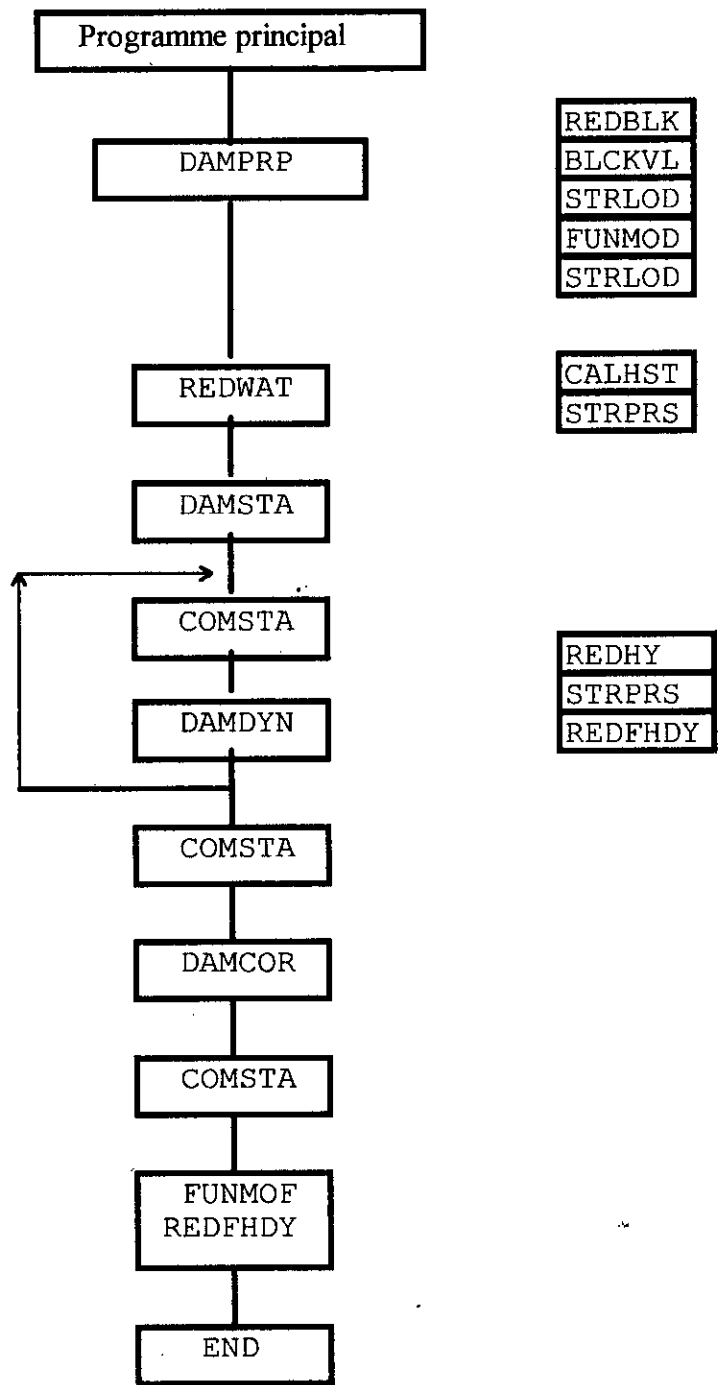 Programme principal
DAMPRP
REDBLK
BLCKVL
STRLOD
FUNMOD
STRLOD
REDWAT
CALHST
STRPRS
DAMSTA
COMSTA
DAMDYN
REDHY
STRPRS
REDFHDY
COMSTA
DAMCOR
COMSTA
FUNMOF
REDFHDY
END